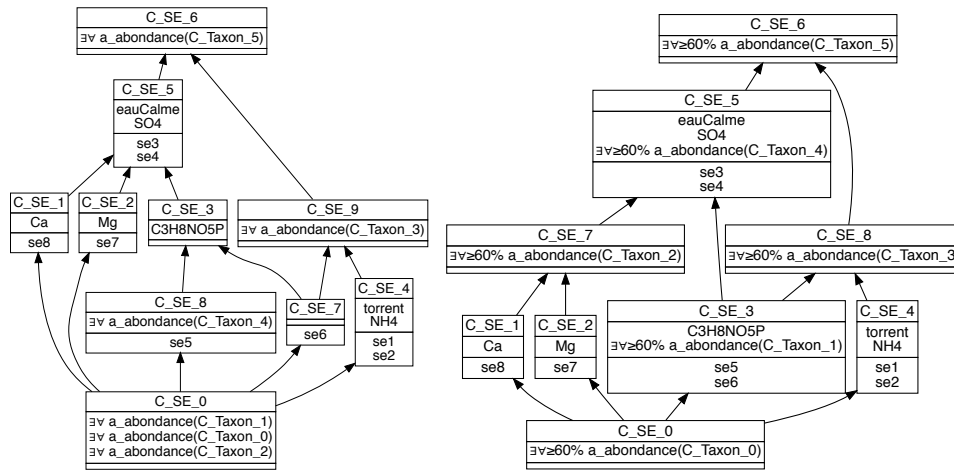 C_SE_6
∃∀ a_abondance(C_Taxon_5)
C_SE_5
eauCalme
SO4
se3
se4
C_SE_1
Ca
se8
C_SE_2
Mg
se7
C_SE_3
C3H8NO5P
C_SE_9
∃∀ a_abondance(C_Taxon_3)
C_SE_8
∃∀ a_abondance(C_Taxon_4)
se5
C_SE_7
se6
C_SE_4
torrent
NH4
se1
se2
C_SE_0
∃∀ a_abondance(C_Taxon_1)
∃∀ a_abondance(C_Taxon_0)
∃∀ a_abondance(C_Taxon_2)
C_SE_6
∃∀≥60% a_abondance(C_Taxon_5)
C_SE_5
eauCalme
SO4
∃∀≥60% a_abondance(C_Taxon_4)
se3
se4
C_SE_7
∃∀≥60% a_abondance(C_Taxon_2)
C_SE_8
∃∀≥60% a_abondance(C_Taxon_3)
C_SE_1
Ca
se8
C_SE_2
Mg
se7
C_SE_3
C3H8NO5P
∃∀≥60% a_abondance(C_Taxon_1)
se5
se6
C_SE_4
torrent
NH4
se1
se2
C_SE_0
∃∀≥60% a_abondance(C_Taxon_0)